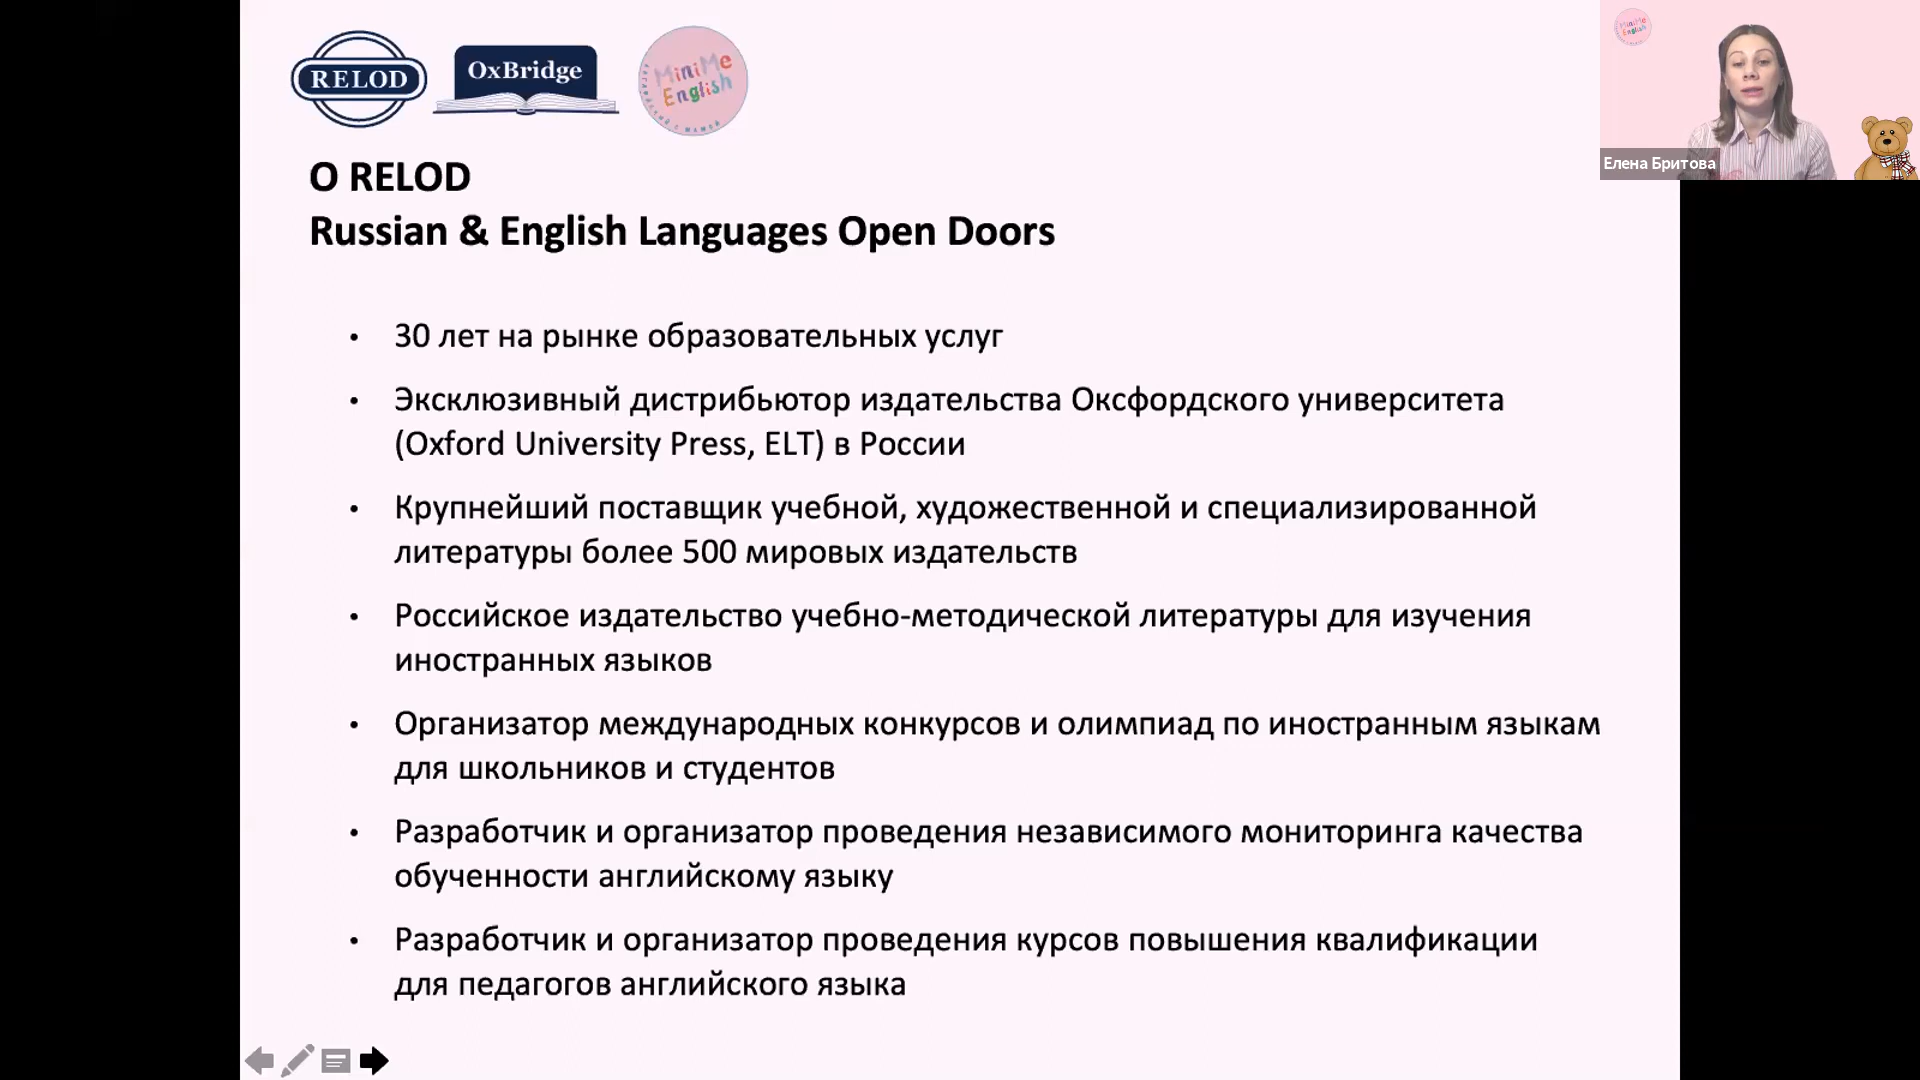 RELOD
OxBridge
MiniMe
English
MiniMe
English
Елена Бритова
О RELOD
Russian & English Languages Open Doors
• 30 лет на рынке образовательных услуг
• Эксклюзивный дистрибьютор издательства Оксфордского университета
(Oxford University Press, ELT) в России
• Крупнейший поставщик учебной, художественной и специализированной
литературы более 500 мировых издательств
• Российское издательство учебно-методической литературы для изучения
иностранных языков
• Организатор международных конкурсов и олимпиад по иностранным языкам
для школьников и студентов
• Разработчик и организатор проведения независимого мониторинга качества
обученности английскому языку
• Разработчик и организатор проведения курсов повышения квалификации
для педагогов английского языка